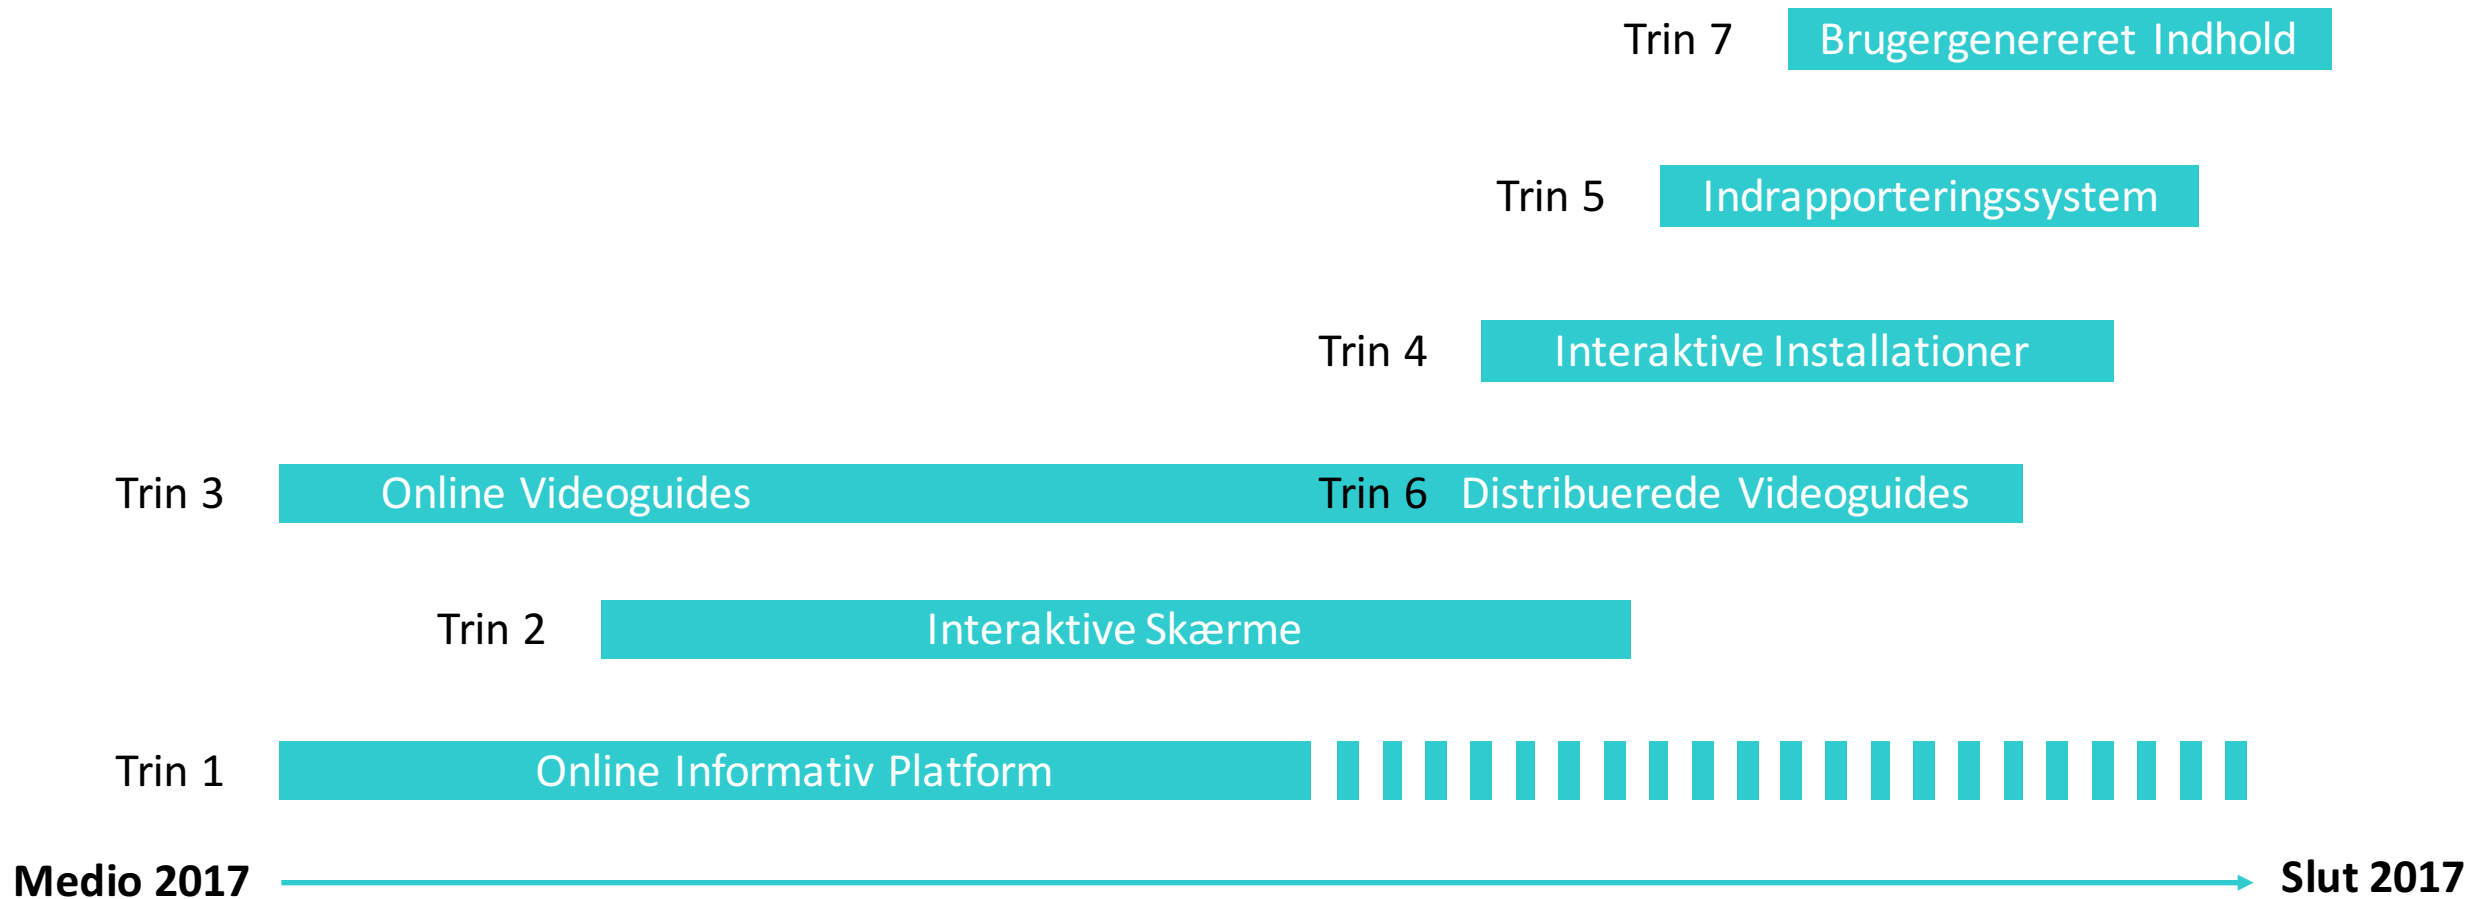 Trin 7 Brugergenereret Indhold
Trin 5 Indrapporteringssystem
Trin 4 Interaktive Installationer
Trin 3 Online Videoguides Trin 6 Distribuerede Videoguides
Trin 2 Interaktive Skærme
Trin 1 Online Informativ Platform
Medio 2017 Slut 2017